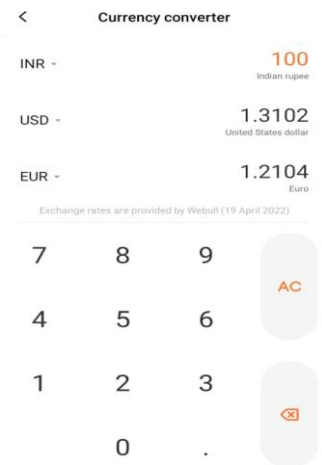 Currency converter
INR
100
Indian rupee
USD
1.3102
United States dollar
EUR
1.2104
Euro
Exchange rates are provided by Webull (19 April 2022)
7 8 9
AC
4 5 6
1 2 3
0 .